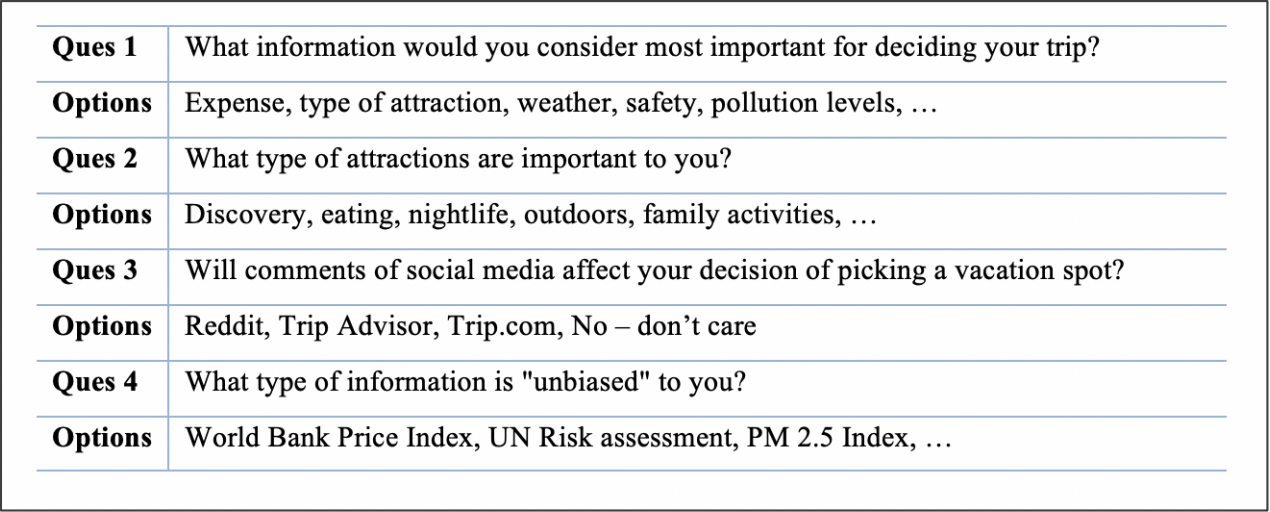 Ques 1 What information would you consider most important for deciding your trip?
Options Expense, type of attraction, weather, safety, pollution levels, …
Ques 2 What type of attractions are important to you?
Options Discovery, eating, nightlife, outdoors, family activities, …
Ques 3 Will comments of social media affect your decision of picking a vacation spot?
Options Reddit, Trip Advisor, Trip.com, No – don’t care
Ques 4 What type of information is "unbiased" to you?
Options World Bank Price Index, UN Risk assessment, PM 2.5 Index, …